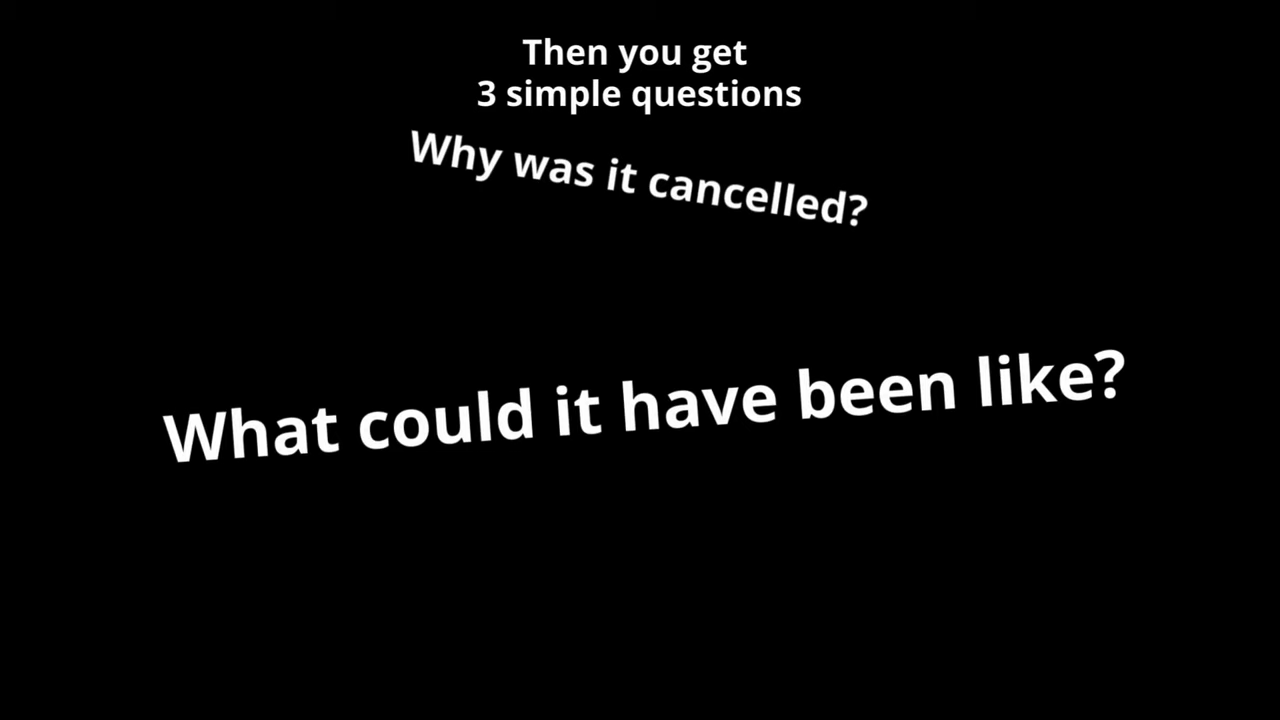 Then you get
3 simple questions
Why was it cancelled?
What could it have been like?